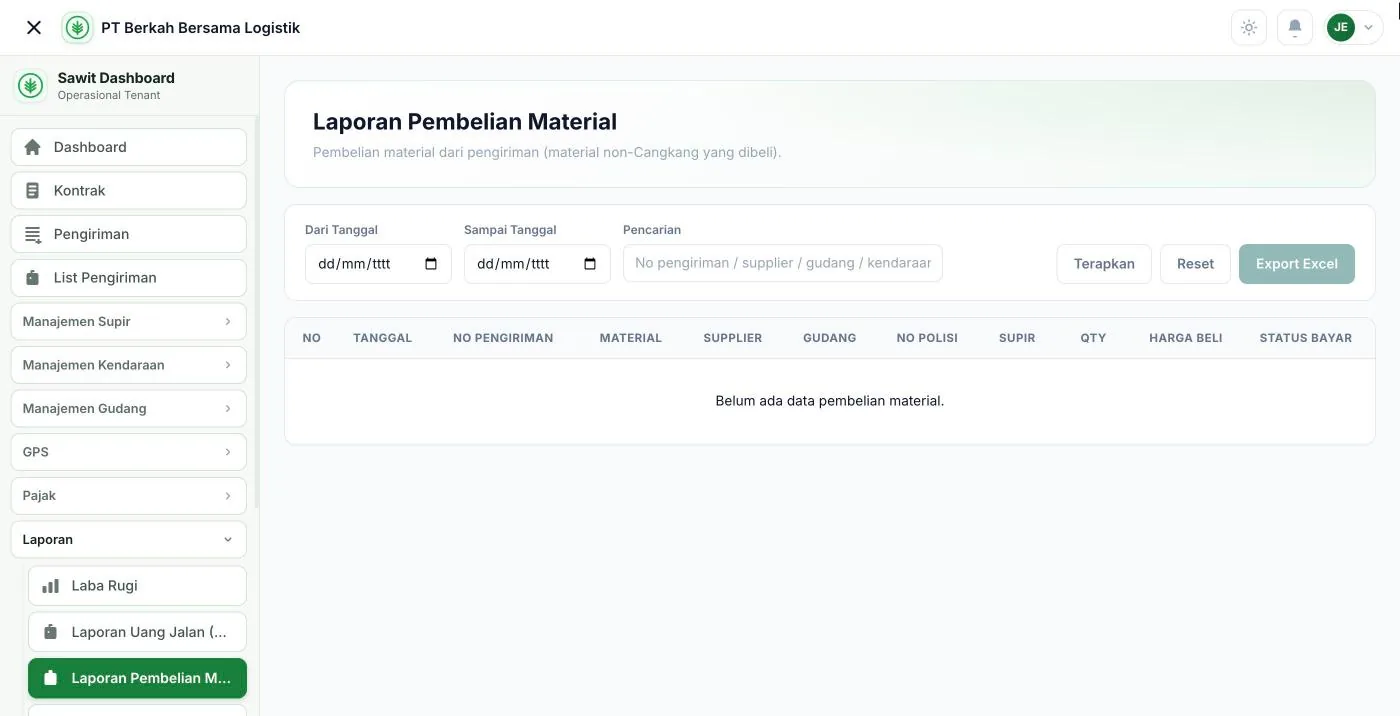 PT Berkah Bersama Logistik
JE
Sawit Dashboard
Operasional Tenant
Dashboard
Kontrak
Pengiriman
List Pengiriman
Manajemen Supir
Manajemen Kendaraan
Manajemen Gudang
GPS
Pajak
Laporan
Laba Rugi
Laporan Uang Jalan (...
Laporan Pembelian M...
Laporan Pembelian Material
Pembelian material dari pengiriman (material non-Cangkang yang dibeli).
Dari Tanggal Sampai Tanggal Pencarian
dd/mm/tttt dd/mm/tttt No pengiriman / supplier / gudang / kendaraar Terapkan Reset Export Excel
NO TANGGAL NO PENGIRIMAN MATERIAL SUPPLIER GUDANG NO POLISI SUPIR QTY HARGA BELI STATUS BAYAR
Belum ada data pembelian material.